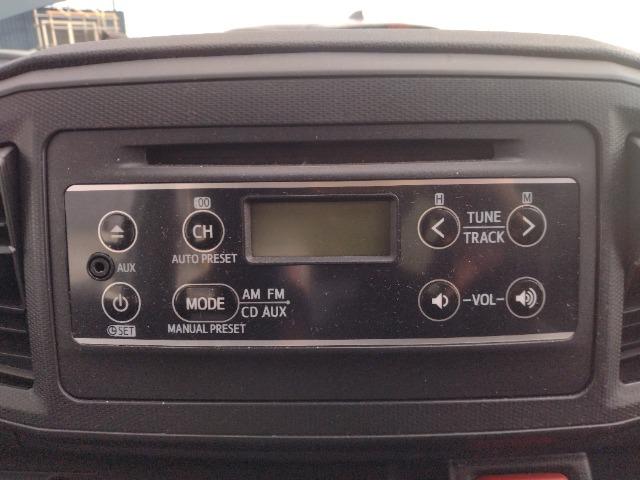 :00
H
M
CH
AUTO PRESET
< TUNE TRACK >
AUX
MODE
AM FM
CD AUX
MANUAL PRESET
-VOL-
SET